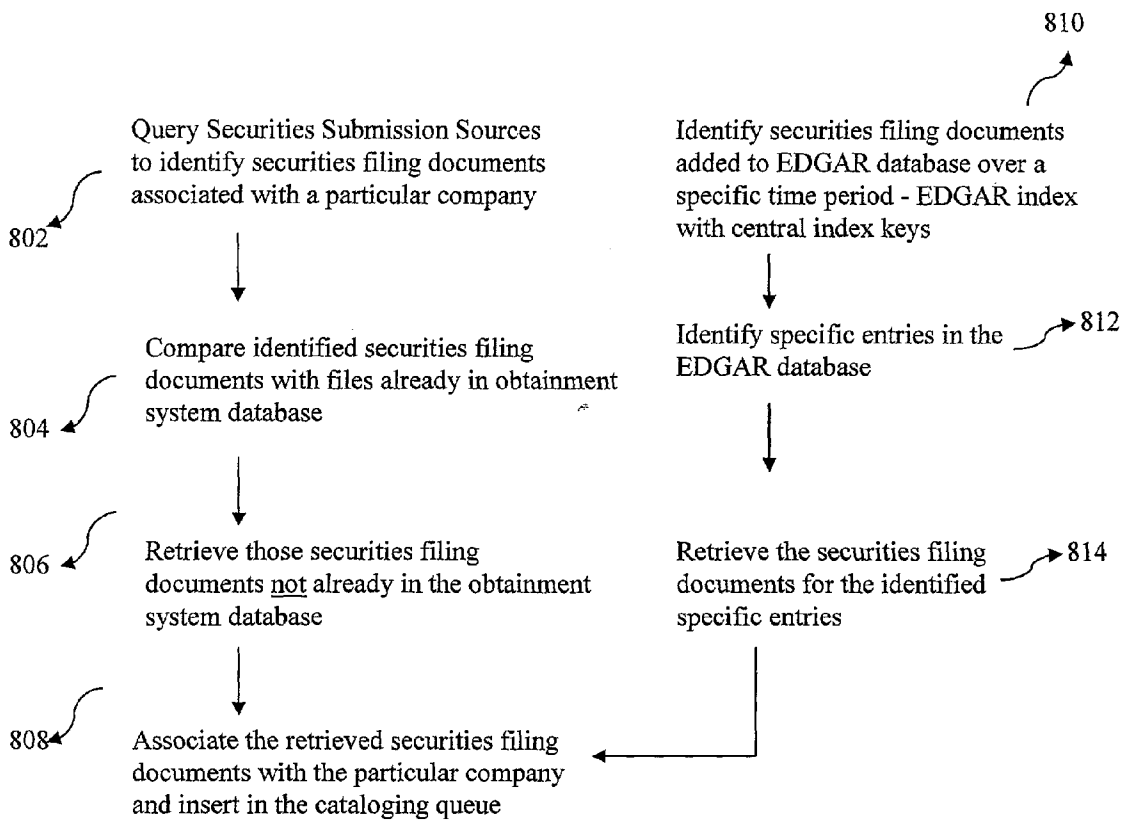 810
Query Securities Submission Sources
to identify securities filing documents
associated with a particular company
802
Identify securities filing documents
added to EDGAR database over a
specific time period - EDGAR index
with central index keys
Compare identified securities filing
documents with files already in obtainment
system database
804
Identify specific entries in the
EDGAR database
812
Retrieve those securities filing
documents not already in the obtainment
system database
806
Retrieve the securities filing
documents for the identified
specific entries
814
Associate the retrieved securities filing
documents with the particular company
and insert in the cataloging queue
808